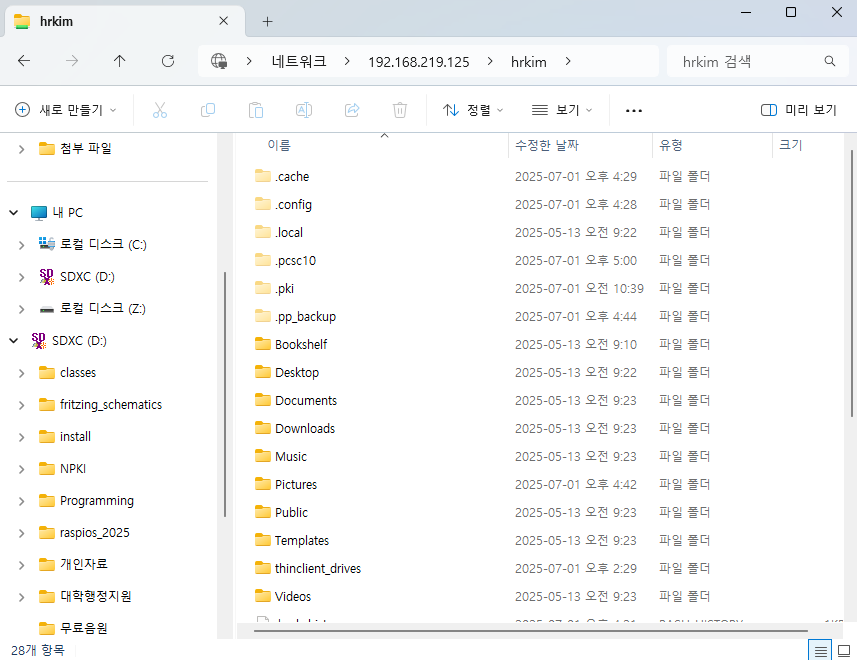 hrkim
네트워크 > 192.168.219.125 > hrkim >
hrkim 검색
새로 만들기
정렬
보기
미리 보기
첨부 파일
내 PC
로컬 디스크 (C:)
SDXC (D:)
로컬 디스크 (Z:)
SDXC (D:)
classes
fritzing_schematics
install
NPKI
Programming
raspios_2025
개인자료
대학행정지원
무료음원
이름 수정한 날짜 유형 크기
.cache 2025-07-01 오후 4:29 파일 폴더
.config 2025-07-01 오후 4:28 파일 폴더
.local 2025-05-13 오전 9:22 파일 폴더
.pcsc10 2025-07-01 오후 5:00 파일 폴더
.pki 2025-07-01 오전 10:39 파일 폴더
.pp_backup 2025-07-01 오후 4:44 파일 폴더
Bookshelf 2025-05-13 오전 9:10 파일 폴더
Desktop 2025-05-13 오전 9:22 파일 폴더
Documents 2025-05-13 오전 9:23 파일 폴더
Downloads 2025-05-13 오전 9:23 파일 폴더
Music 2025-05-13 오전 9:23 파일 폴더
Pictures 2025-07-01 오후 4:42 파일 폴더
Public 2025-05-13 오전 9:23 파일 폴더
Templates 2025-05-13 오전 9:23 파일 폴더
thinclient_drives 2025-07-01 오후 2:29 파일 폴더
Videos 2025-05-13 오전 9:23 파일 폴더
28개 항목